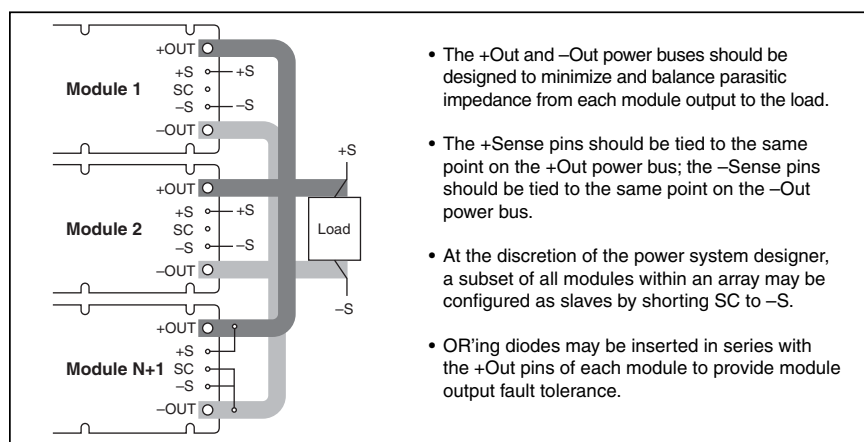 +OUT
+S
+S
Module 1
SC
–S
–S
–OUT
+S
+OUT
+S
+S
Module 2
SC
Load
–S
–S
–OUT
–S
+OUT
+S
Module N+1
SC
–S
–OUT
• The +Out and –Out power buses should be
designed to minimize and balance parasitic
impedance from each module output to the load.
• The +Sense pins should be tied to the same
point on the +Out power bus; the –Sense pins
should be tied to the same point on the –Out
power bus.
• At the discretion of the power system designer,
a subset of all modules within an array may be
configured as slaves by shorting SC to –S.
• OR'ing diodes may be inserted in series with
the +Out pins of each module to provide module
output fault tolerance.